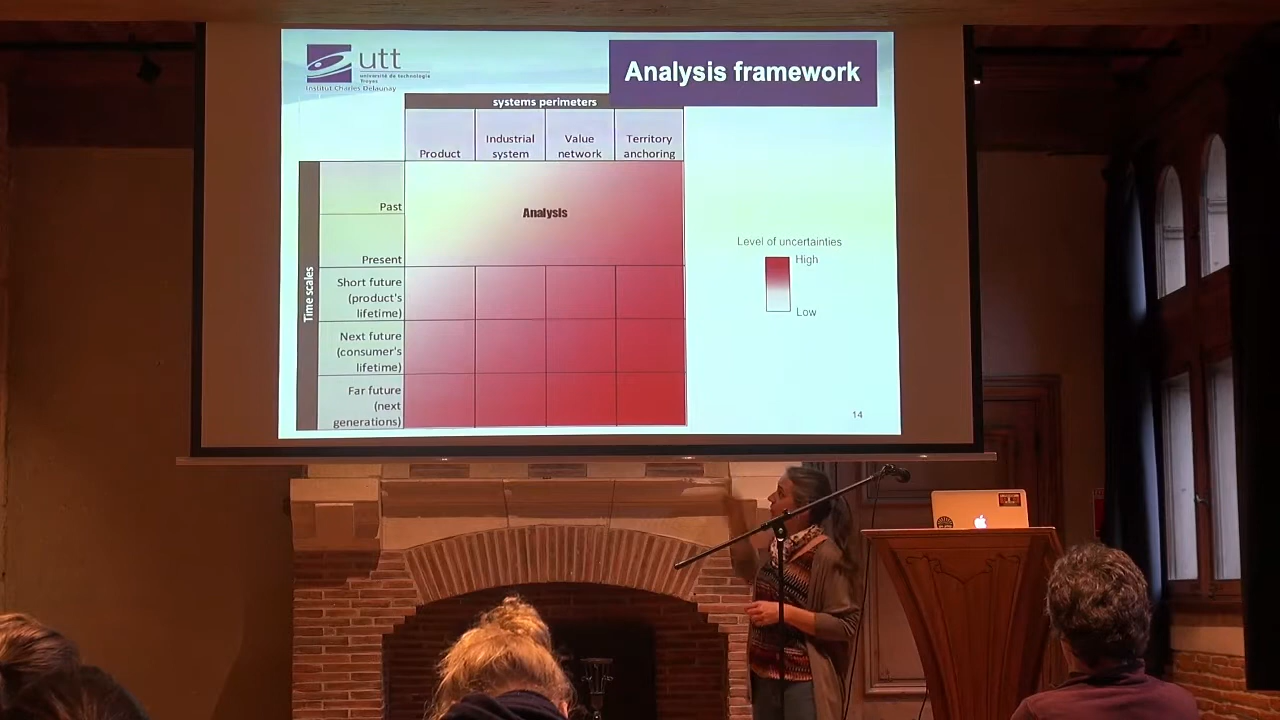 utt
université de technologie
Troyes
Institut Charles Delaunay
Analysis framework
systems perimeters
Product
Industrial
system
Value
network
Territory
anchoring
Time scales
Past
Present
Analysis
Short future
(product's
lifetime)
Next future
(consumer's
lifetime)
Far future
(next
generations)
Level of uncertainties
High
Low
14